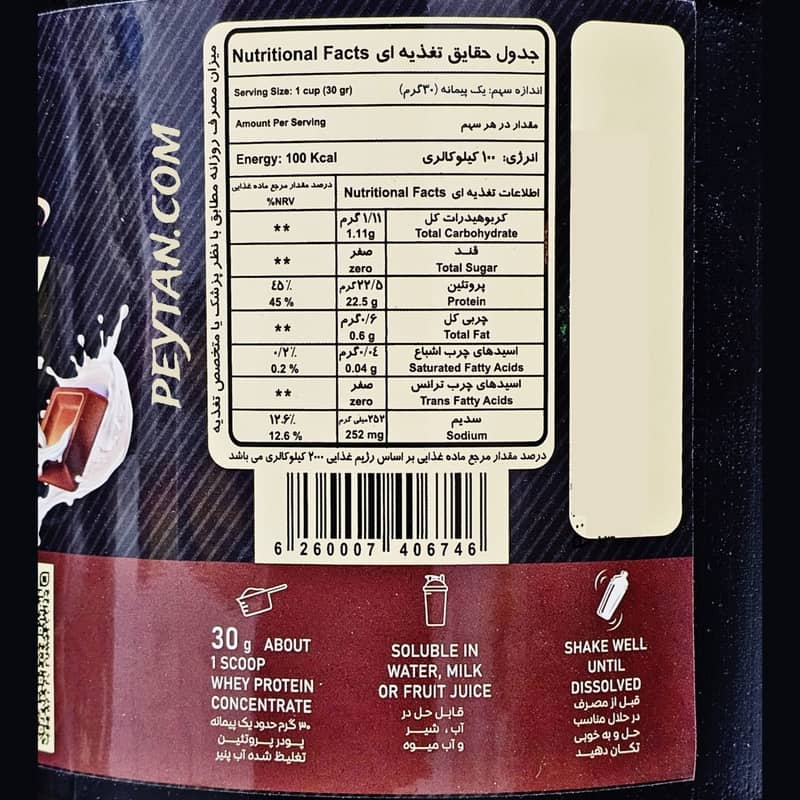 میزان مصرف روزانه مطابق با نظر پزشک یا متخصص تغذیه
PEYTAN.COM
Nutritional Facts جدول حقایق تغذیه ای
Serving Size: 1 cup (30 gr) اندازه سهم: یک پیمانه (۳۰گرم)
Amount Per Serving مقدار در هر سهم
Energy: 100 Kcal انرژی: ۱۰۰ کیلوکالری
درصد مقدار مرجع ماده غذایی
%NRV
Nutritional Facts اطلاعات تغذیه ای
** ۱/۱۱ گرم کربوهیدرات کل
1.11g Total Carbohydrate
** صفر قند
zero Total Sugar
۴۵٪ ۲۲/۵گرم پروتئین
45 % 22.5 g Protein
** ۰/۶گرم چربی کل
0.6 g Total Fat
۰/۲٪ ۰/۰۴گرم اسیدهای چرب اشباع
0.2 % 0.04 g Saturated Fatty Acids
** صفر اسیدهای چرب ترانس
zero Trans Fatty Acids
۱۲.۶٪ ۲۵۲میلی گرم سدیم
12.6 % 252 mg Sodium
درصد مقدار مرجع ماده غذایی بر اساس رژیم غذایی ۲۰۰۰ کیلوکالری می باشد
6 260007 406746
30 g ABOUT
1 SCOOP
WHEY PROTEIN
CONCENTRATE
۳۰ گرم حدود یک پیمانه
پودر پروتئین
تغلیظ شده آب پنیر
SOLUBLE IN
WATER, MILK
OR FRUIT JUICE
قابل حل در
آب، شیر
و آب میوه
SHAKE WELL
UNTIL
DISSOLVED
قبل از مصرف
در حلال مناسب
حل و به خوبی
تکان دهید